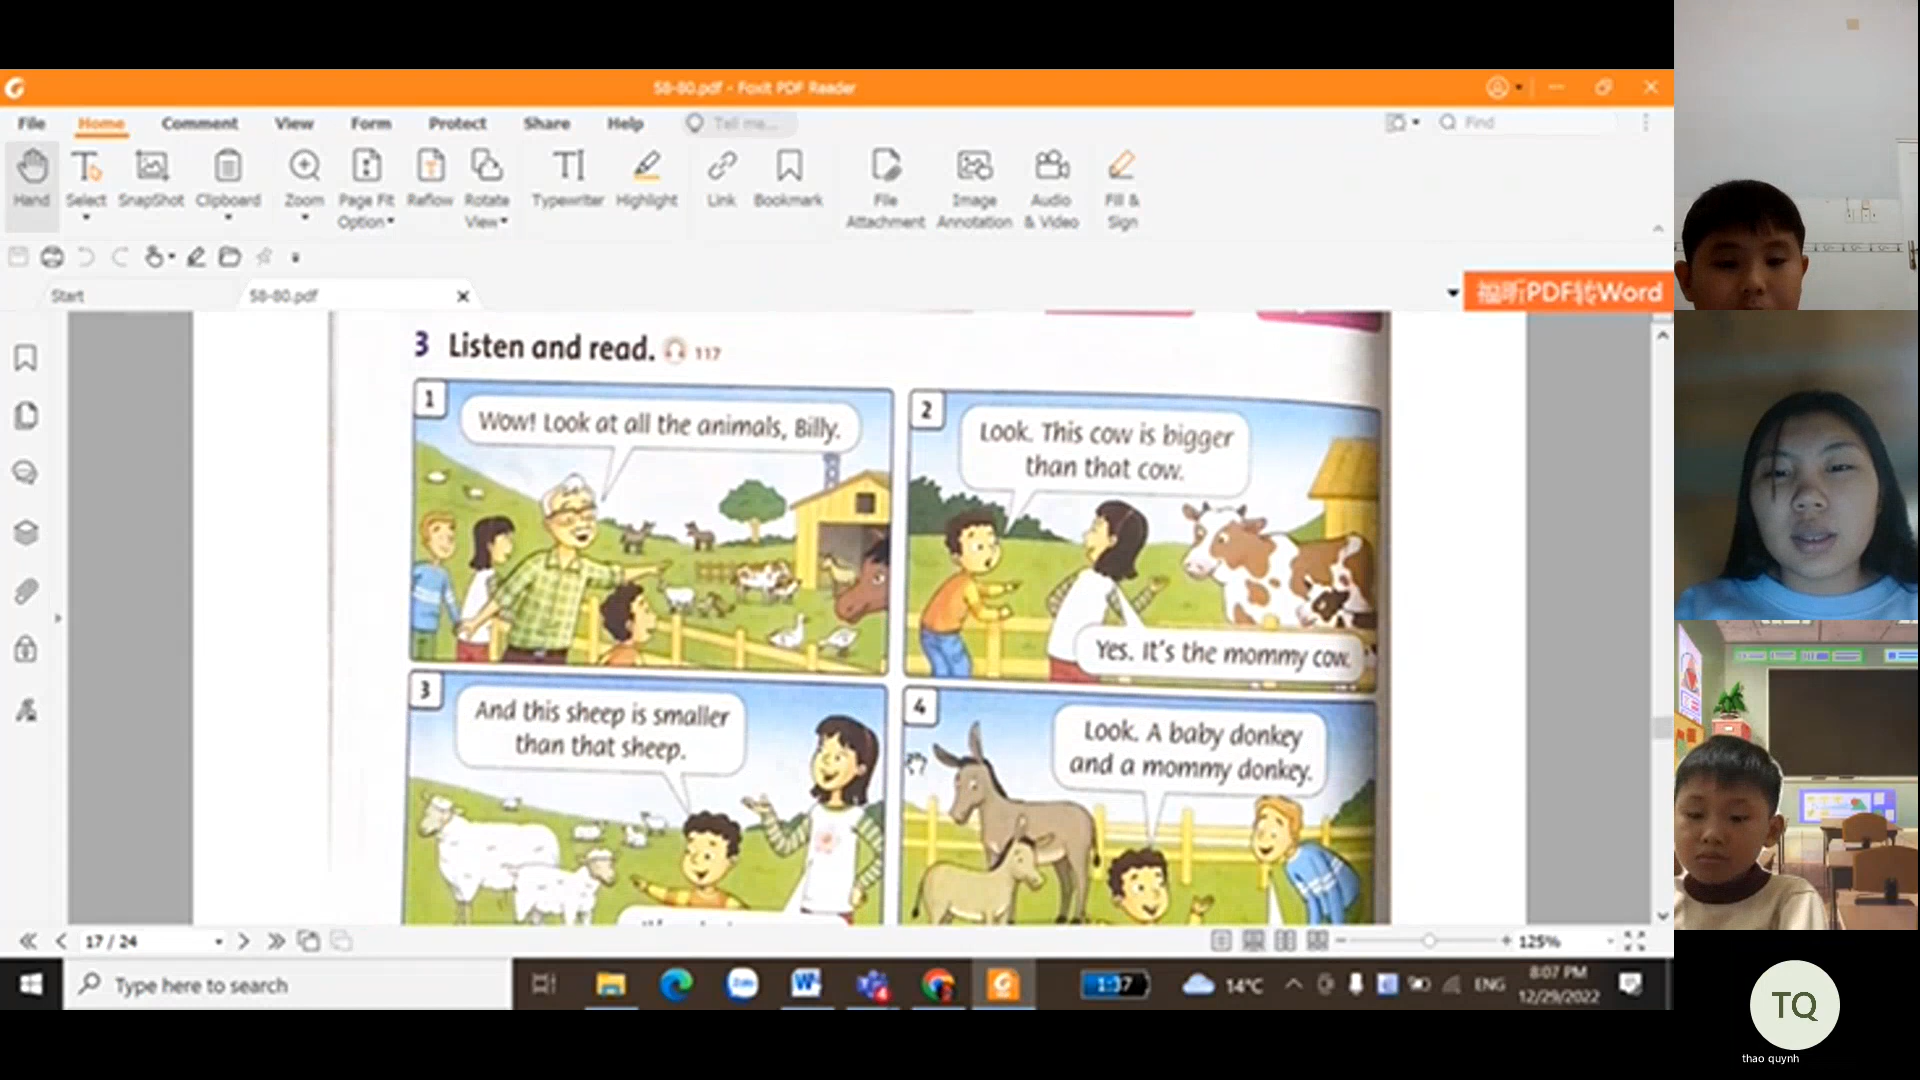 58-80.pdf - Foxit PDF Reader
File Home Comment View Form Protect Share Help Tell me... Find
Hand Select SnapShot Clipboard Zoom Page Fit Option Reflow Rotate View Typewriter Highlight Link Bookmark File Attachment Image Annotation Audio & Video Fill & Sign
Start 58-80.pdf 福昕PDF转Word
3 Listen and read. 117
1
Wow! Look at all the animals, Billy.
2
Look. This cow is bigger
than that cow.
Yes. It's the mommy cow.
3
And this sheep is smaller
than that sheep.
4
Look. A baby donkey
and a mommy donkey.
17 / 24 125%
Type here to search 1:37 14°C ENG 8:07 PM
12/29/2022
TQ
thao quynh